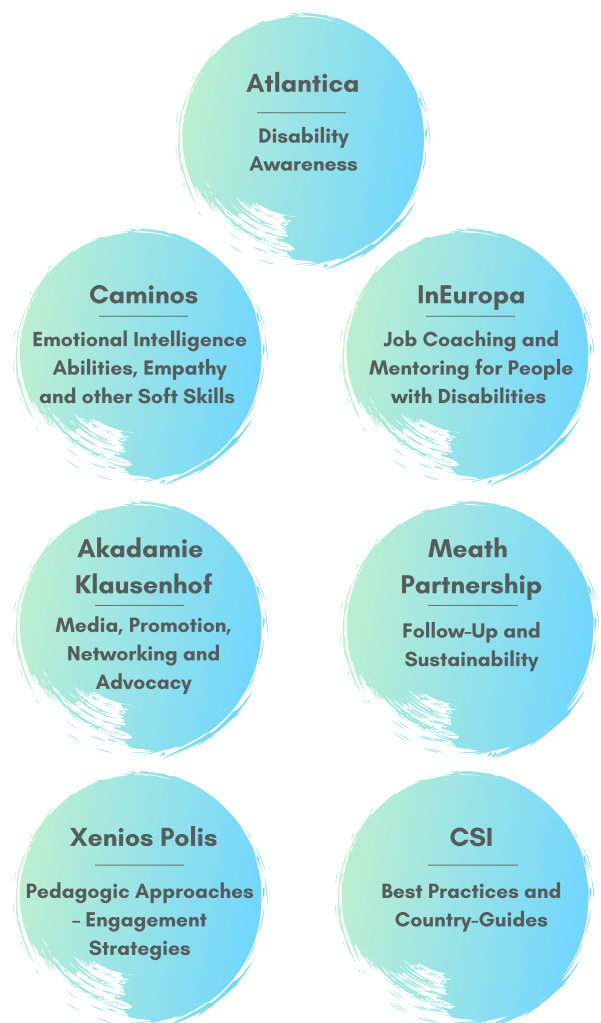 Atlantica
Disability
Awareness
Caminos
Emotional Intelligence
Abilities, Empathy
and other Soft Skills
InEuropa
Job Coaching and
Mentoring for People
with Disabilities
Akadamie
Klausenhof
Media, Promotion,
Networking and
Advocacy
Meath
Partnership
Follow-Up and
Sustainability
Xenios Polis
Pedagogic Approaches
– Engagement
Strategies
CSI
Best Practices and
Country-Guides